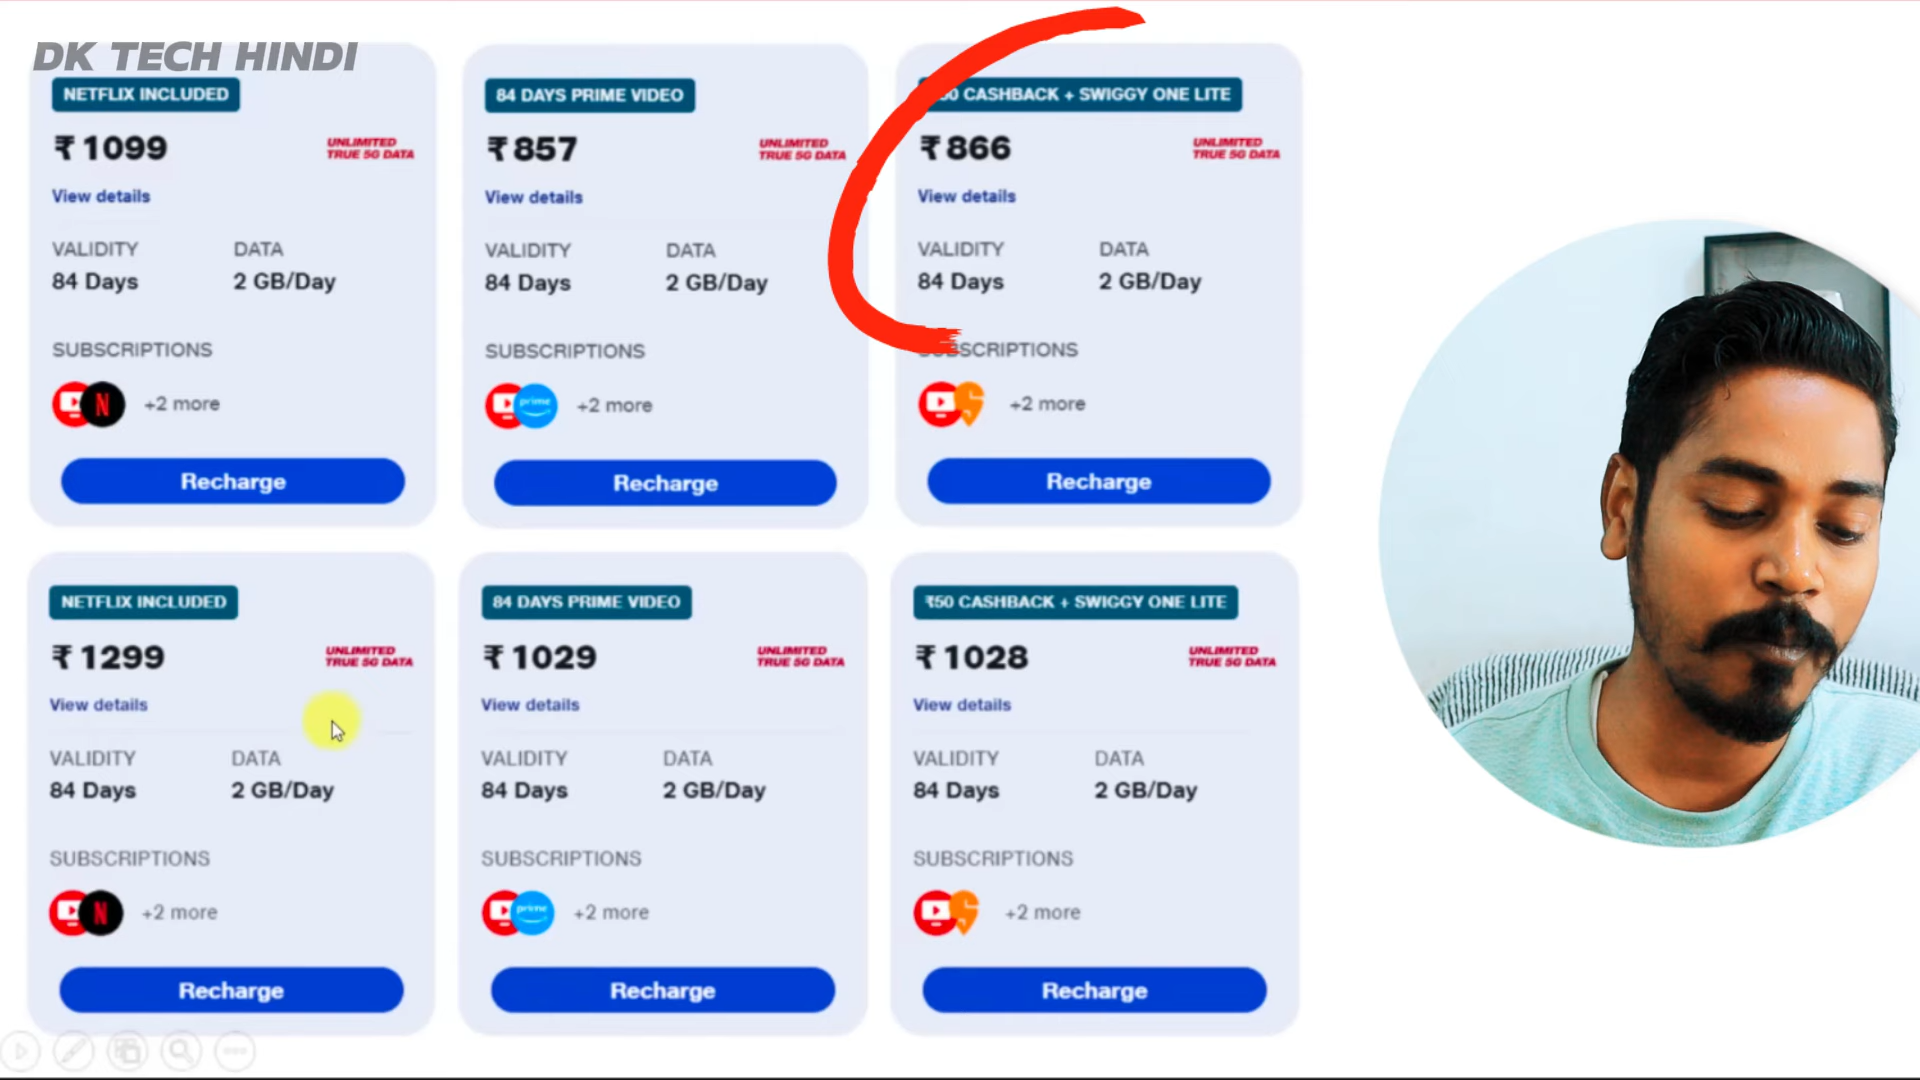 DK TECH HINDI
NETFLIX INCLUDED
₹ 1099
UNLIMITED
TRUE 5G DATA
View details
VALIDITY
DATA
84 Days
2 GB/Day
SUBSCRIPTIONS
N
+2 more
Recharge
84 DAYS PRIME VIDEO
₹ 857
UNLIMITED
TRUE 5G DATA
View details
VALIDITY
DATA
84 Days
2 GB/Day
SUBSCRIPTIONS
prime
+2 more
Recharge
CASHBACK + SWIGGY ONE LITE
₹ 866
UNLIMITED
TRUE 5G DATA
View details
VALIDITY
DATA
84 Days
2 GB/Day
SUBSCRIPTIONS
+2 more
Recharge
NETFLIX INCLUDED
₹ 1299
UNLIMITED
TRUE 5G DATA
View details
VALIDITY
DATA
84 Days
2 GB/Day
SUBSCRIPTIONS
N
+2 more
Recharge
84 DAYS PRIME VIDEO
₹ 1029
UNLIMITED
TRUE 5G DATA
View details
VALIDITY
DATA
84 Days
2 GB/Day
SUBSCRIPTIONS
prime
+2 more
Recharge
₹50 CASHBACK + SWIGGY ONE LITE
₹ 1028
UNLIMITED
TRUE 5G DATA
View details
VALIDITY
DATA
84 Days
2 GB/Day
SUBSCRIPTIONS
+2 more
Recharge